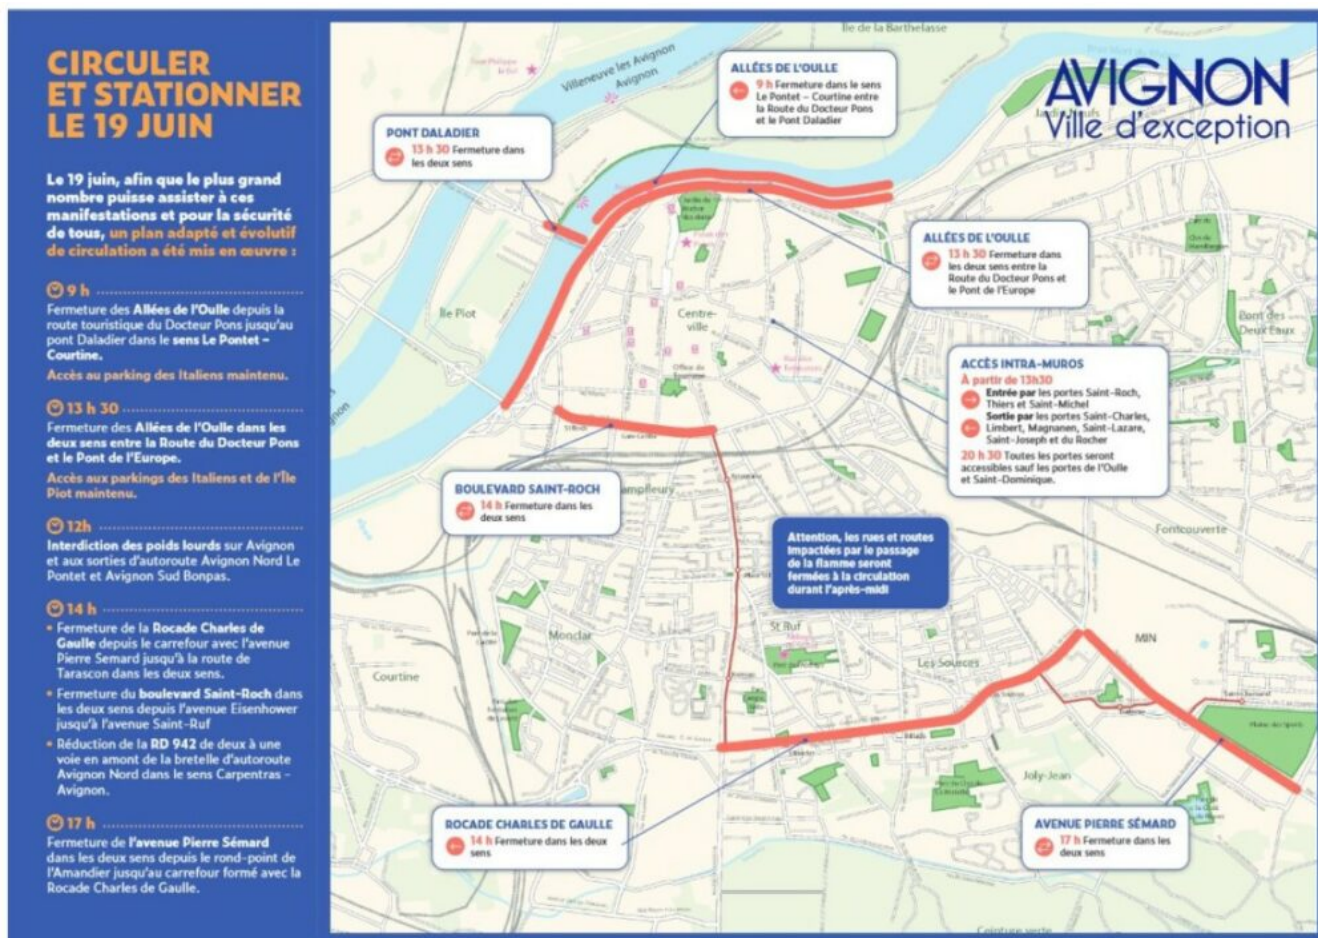 CIRCULER
ET STATIONNER
LE 19 JUIN
Le 19 juin, afin que le plus grand
nombre puisse assister à ces
manifestations et pour la sécurité
de tous, un plan adapté et évolutif
de circulation a été mis en œuvre :
9 h
Fermeture des Allées de l'Oulle depuis la
route touristique du Docteur Pons jusqu'au
pont Daladier dans le sens Le Pontet –
Courtine.
Accès au parking des Italiens maintenu.
13 h 30
Fermeture des Allées de l'Oulle dans les
deux sens entre la Route du Docteur Pons
et le Pont de l'Europe.
Accès aux parkings des Italiens et de l'Île
Piot maintenu.
12h
Interdiction des poids lourds sur Avignon
et aux sorties d'autoroute Avignon Nord Le
Pontet et Avignon Sud Bonpas.
14 h
• Fermeture de la Rocade Charles de
Gaulle depuis le carrefour avec l'avenue
Pierre Semard jusqu'à la route de
Tarascon dans les deux sens.
• Fermeture du boulevard Saint-Roch dans
les deux sens depuis l'avenue Eisenhower
jusqu'à l'avenue Saint-Ruf
• Réduction de la RD 942 de deux à une
voie en amont de la bretelle d'autoroute
Avignon Nord dans le sens Carpentras –
Avignon.
17 h
Fermeture de l'avenue Pierre Sémard
dans les deux sens depuis le rond-point de
l'Amandier jusqu'au carrefour formé avec la
Rocade Charles de Gaulle.
AVIGNON
Ville d'exception
Île de la Barthelasse
Villeneuve les Avignon
Avignon
ALLÉES DE L'OULLE
9 h Fermeture dans le sens
Le Pontet – Courtine entre
la Route du Docteur Pons
et le Pont Daladier
PONT DALADIER
13 h 30 Fermeture dans
les deux sens
ALLÉES DE L'OULLE
13 h 30 Fermeture dans
les deux sens entre la
Route du Docteur Pons et
le Pont de l'Europe
Île Piot
Centre-
ville
Office de
Tourisme
Pont des
Deux Eaux
ACCÈS INTRA-MUROS
À partir de 13h30
Entrée par les portes Saint-Roch,
Thiers et Saint-Michel
Sortie par les portes Saint-Charles,
Limbert, Magnanen, Saint-Lazare,
Saint-Joseph et du Rocher
20 h 30 Toutes les portes seront
accessibles sauf les portes de l'Oulle
et Saint-Dominique.
BOULEVARD SAINT-ROCH
14 h Fermeture dans les
deux sens
Fontcouverte
Attention, les rues et routes
impactées par le passage
de la flamme seront
fermées à la circulation
durant l'après-midi
Monclar
St Ruf
Les Sources
MIN
Courtine
Joly-Jean
ROCADE CHARLES DE GAULLE
14 h Fermeture dans les deux
sens
AVENUE PIERRE SÉMARD
17 h Fermeture dans les
deux sens
Ceinture verte